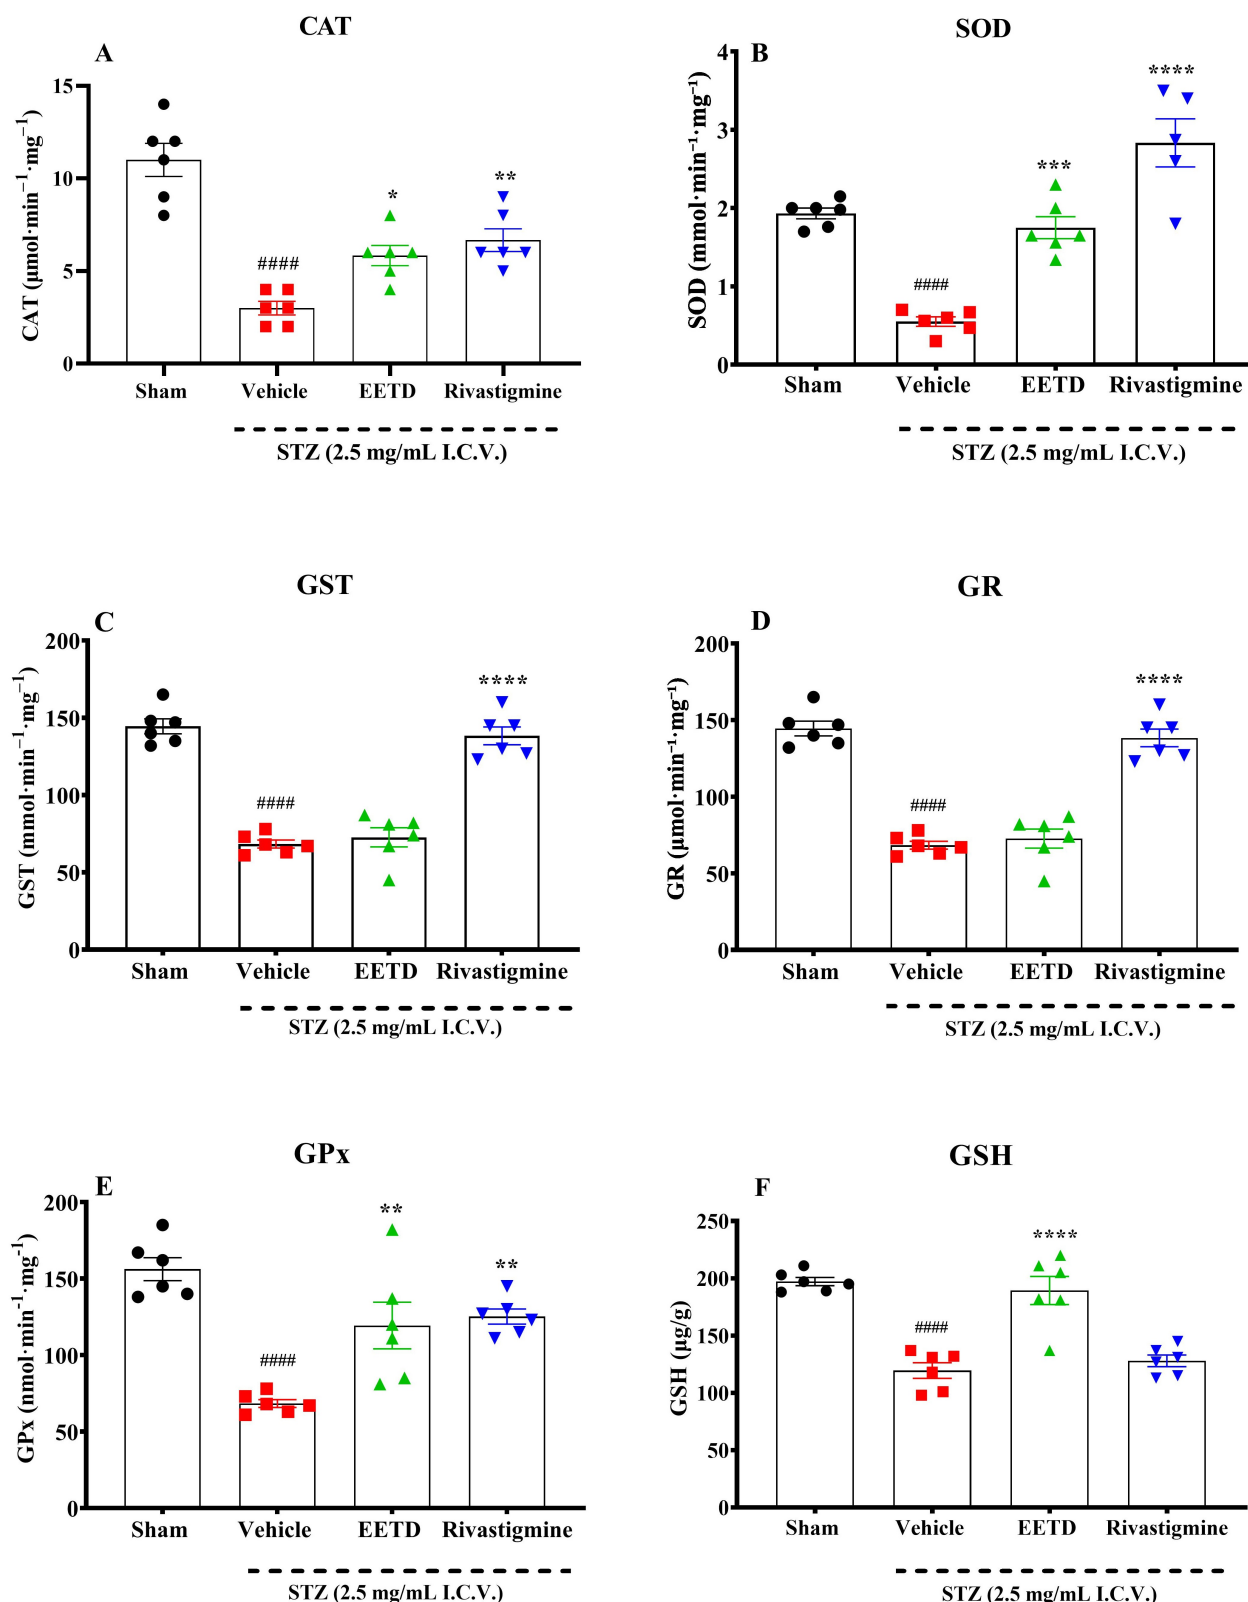 CAT
A
CAT (µmol·min⁻¹·mg⁻¹)
15
10
5
0
####
*
**
Sham Vehicle EETD Rivastigmine
STZ (2.5 mg/mL I.C.V.)
SOD
B
SOD (mmol·min⁻¹·mg⁻¹)
4
3
2
1
0
####
***
****
Sham Vehicle EETD Rivastigmine
STZ (2.5 mg/mL I.C.V.)
GST
C
GST (nmol·min⁻¹·mg⁻¹)
200
150
100
50
0
####
****
Sham Vehicle EETD Rivastigmine
STZ (2.5 mg/mL I.C.V.)
GR
D
GR (µmol·min⁻¹·mg⁻¹)
200
150
100
50
0
####
****
Sham Vehicle EETD Rivastigmine
STZ (2.5 mg/mL I.C.V.)
GPx
E
GPx (nmol·min⁻¹·mg⁻¹)
200
150
100
50
0
####
**
**
Sham Vehicle EETD Rivastigmine
STZ (2.5 mg/mL I.C.V.)
GSH
F
GSH (µg/g)
250
200
150
100
50
0
####
****
Sham Vehicle EETD Rivastigmine
STZ (2.5 mg/mL I.C.V.)